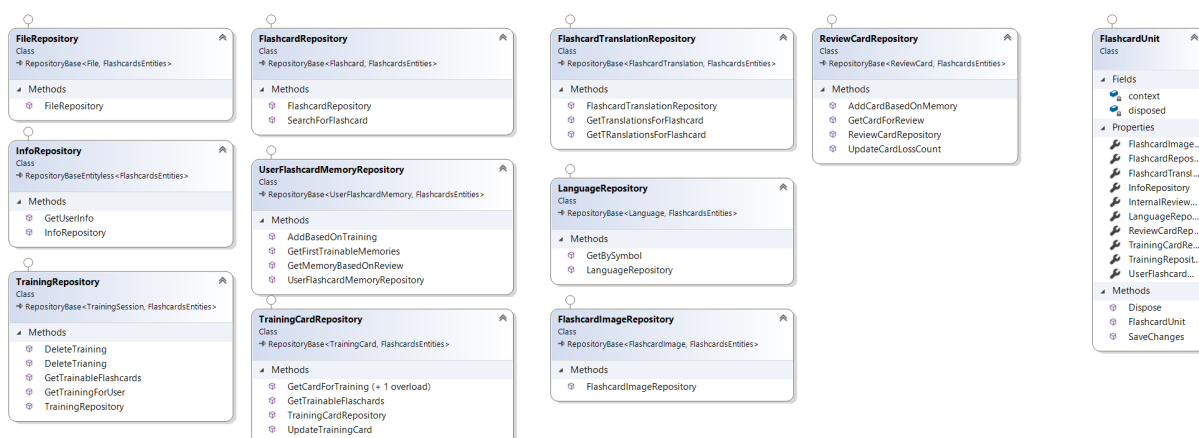 FileRepository
Class
RepositoryBase<File, FlashcardsEntities>
Methods
FileRepository
InfoRepository
Class
RepositoryBaseEntityless<FlashcardsEntities>
Methods
GetUserInfo
InfoRepository
TrainingRepository
Class
RepositoryBase<TrainingSession, FlashcardsEntities>
Methods
DeleteTraining
DeleteTrianing
GetTrainableFlashcards
GetTrainingForUser
TrainingRepository
FlashcardRepository
Class
RepositoryBase<Flashcard, FlashcardsEntities>
Methods
FlashcardRepository
SearchForFlashcard
UserFlashcardMemoryRepository
Class
RepositoryBase<UserFlashcardMemory, FlashcardsEntities>
Methods
AddBasedOnTraining
GetFirstTrainableMemories
GetMemoryBasedOnReview
UserFlashcardMemoryRepository
TrainingCardRepository
Class
RepositoryBase<TrainingCard, FlashcardsEntities>
Methods
GetCardForTraining (+ 1 overload)
GetTrainableFlaschards
TrainingCardRepository
UpdateTrainingCard
FlashcardTranslationRepository
Class
RepositoryBase<FlashcardTranslation, FlashcardsEntities>
Methods
FlashcardTranslationRepository
GetTranslationsForFlashcard
GetTRanslationsForFlashcard
LanguageRepository
Class
RepositoryBase<Language, FlashcardsEntities>
Methods
GetBySymbol
LanguageRepository
FlashcardImageRepository
Class
RepositoryBase<FlashcardImage, FlashcardsEntities>
Methods
FlashcardImageRepository
ReviewCardRepository
Class
RepositoryBase<ReviewCard, FlashcardsEntities>
Methods
AddCardBasedOnMemory
GetCardForReview
ReviewCardRepository
UpdateCardLossCount
FlashcardUnit
Class
Fields
context
disposed
Properties
FlashcardImage...
FlashcardRepos...
FlashcardTransl...
InfoRepository
InternalReview...
LanguageRepo...
ReviewCardRep...
TrainingCardRe...
TrainingReposit...
UserFlashcard...
Methods
Dispose
FlashcardUnit
SaveChanges